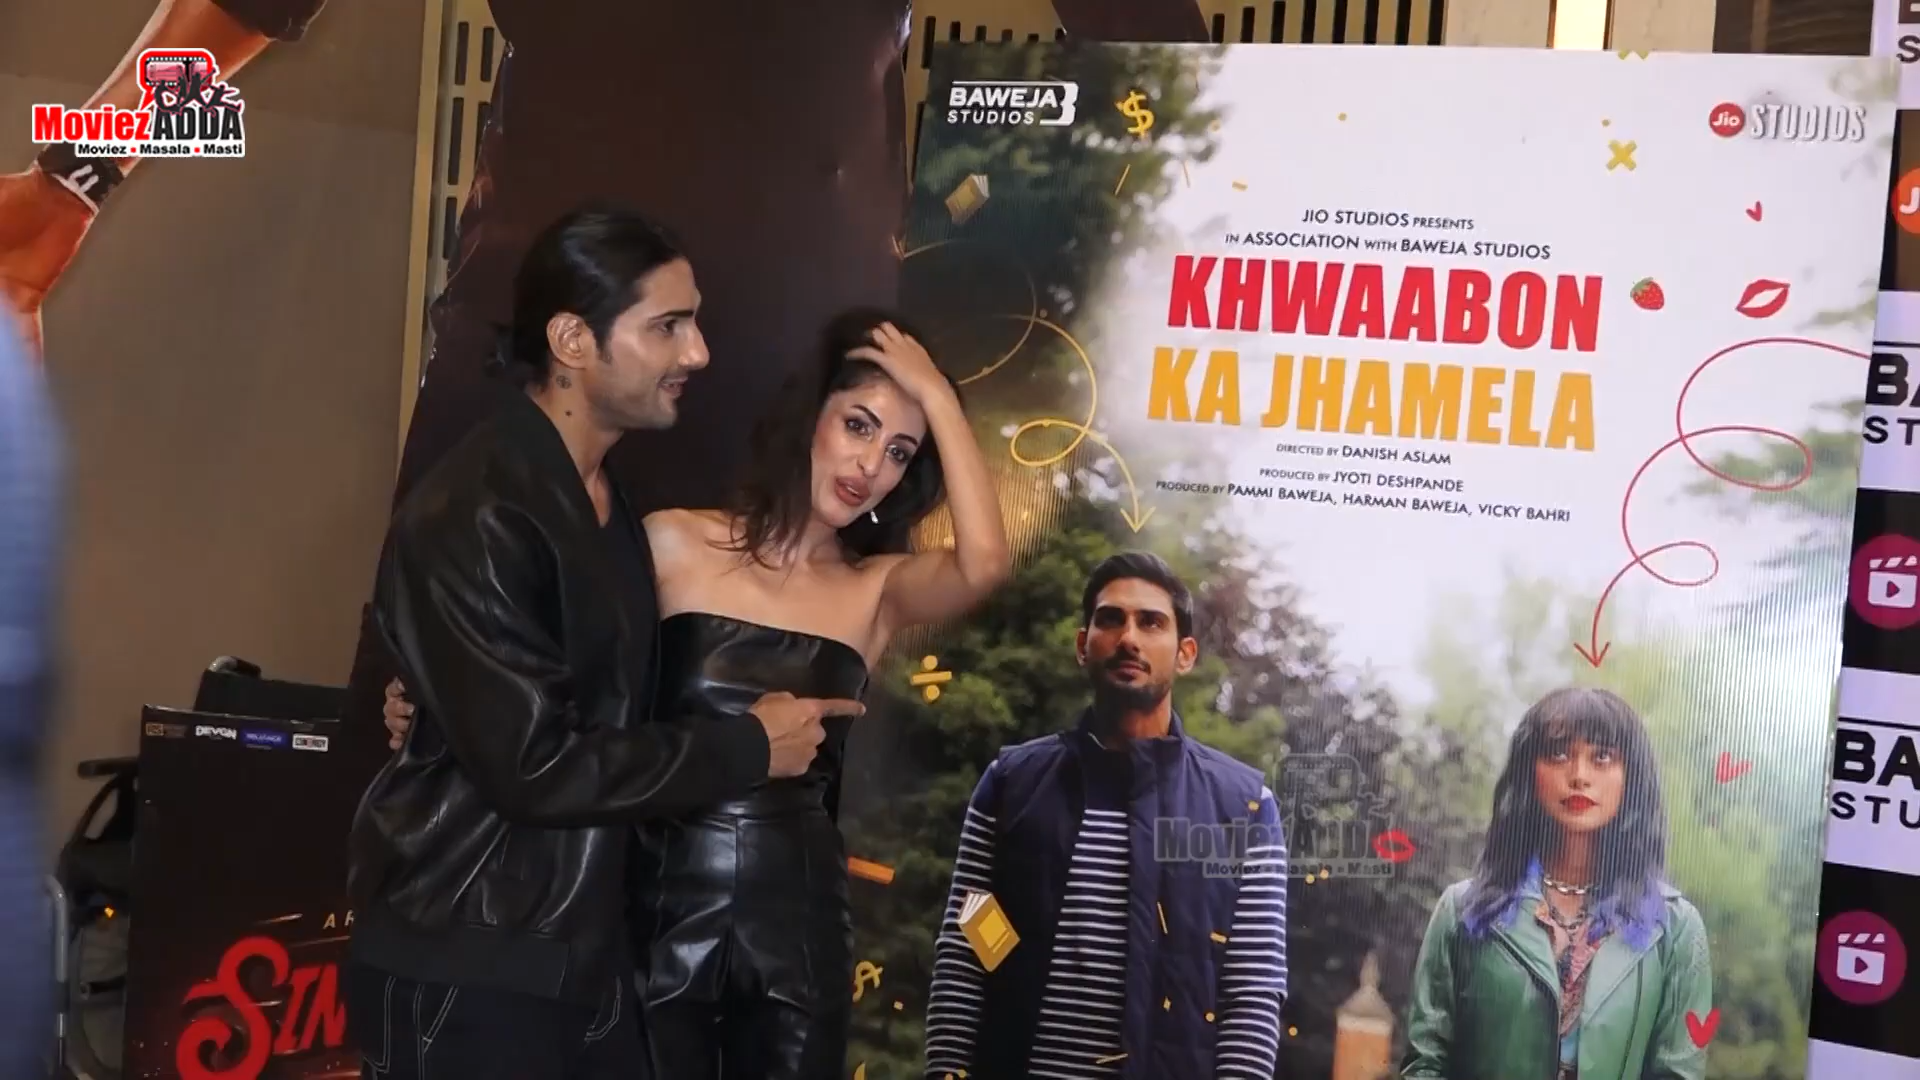 MoviezADDA
Moviez • Masala • Masti
BAWEJA
STUDIOS
Jio STUDIOS
JIO STUDIOS PRESENTS
IN ASSOCIATION WITH BAWEJA STUDIOS
KHWAABON
KA JHAMELA
DIRECTED BY DANISH ASLAM
PRODUCED BY JYOTI DESHPANDE
PRODUCED BY PAMMI BAWEJA, HARMAN BAWEJA, VICKY BAHRI
MoviezADDA
Moviez • Masala • Masti
BA
ST
BA
STU
DEVGN
RELIANCE
SIN